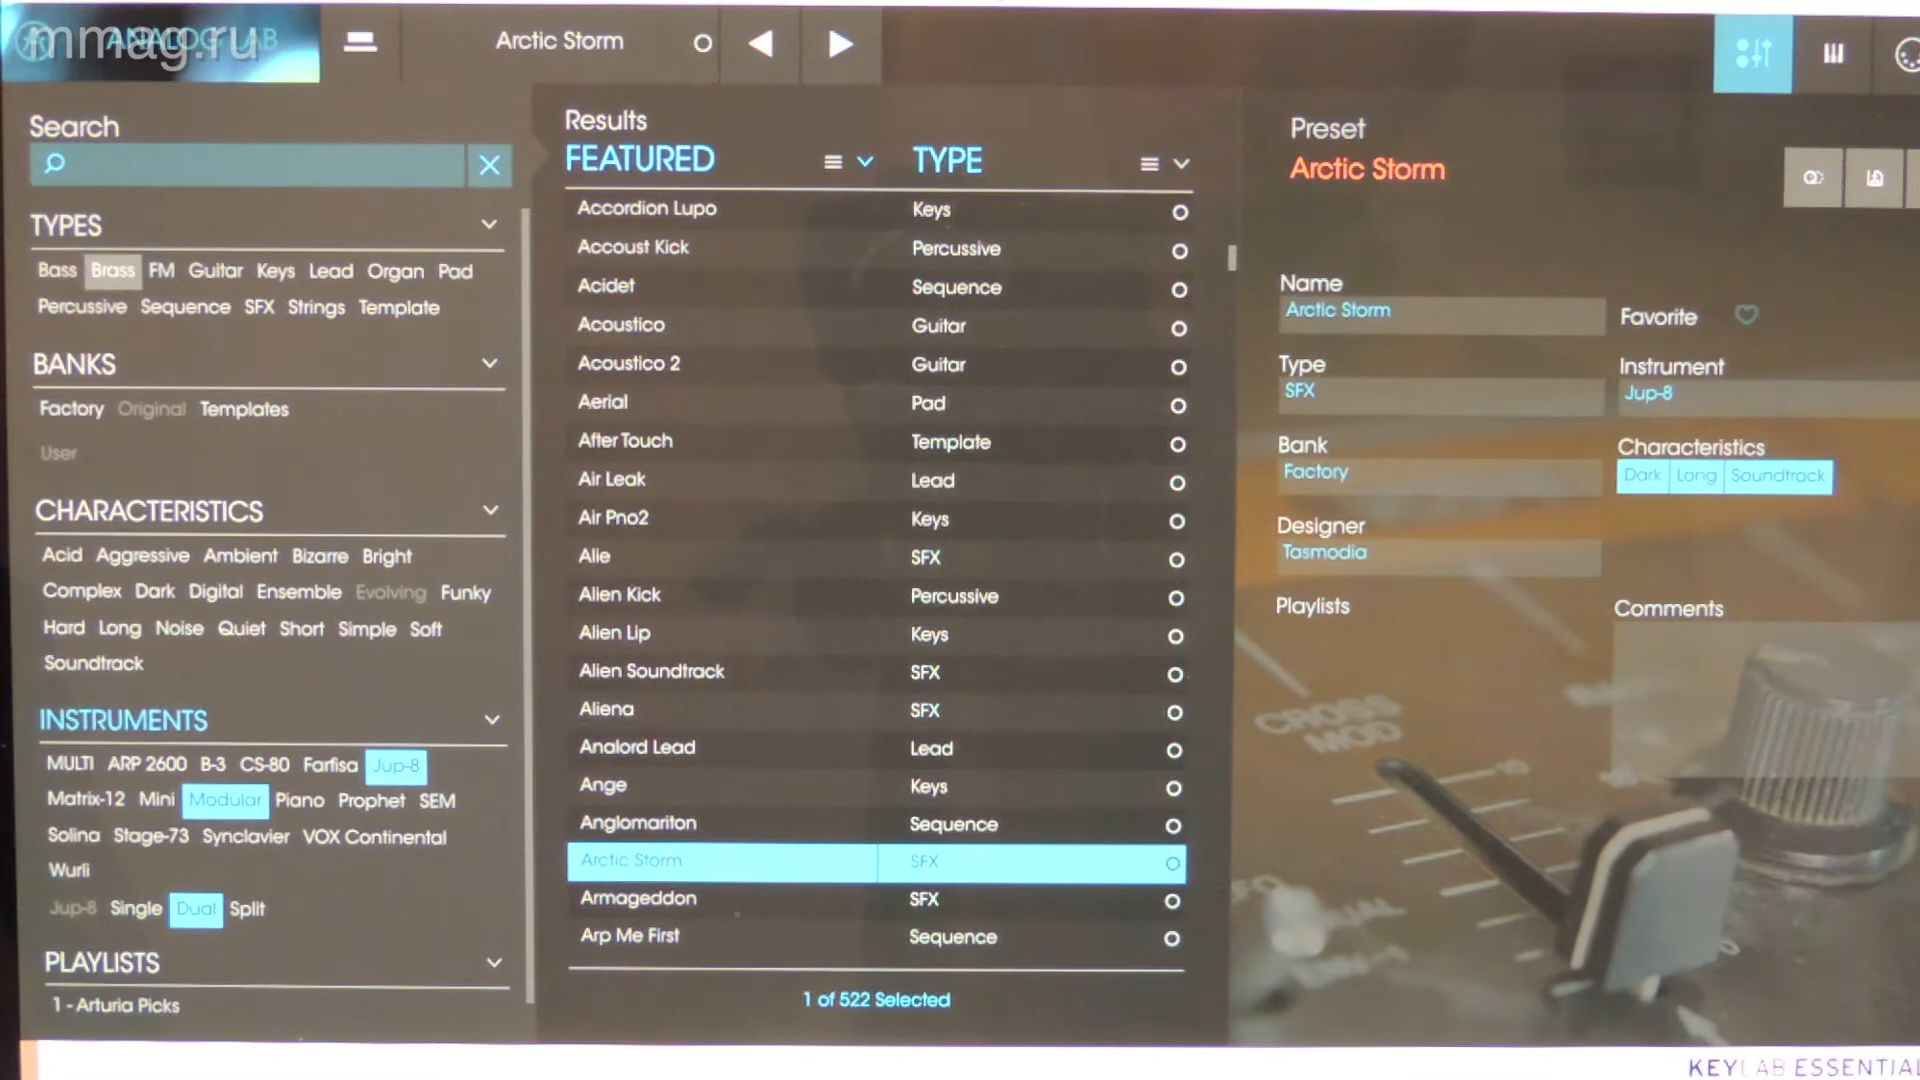 mmag.ru
ANALOG LAB
Arctic Storm
Search
TYPES
Bass Brass FM Guitar Keys Lead Organ Pad
Percussive Sequence SFX Strings Template
BANKS
Factory Original Templates
User
CHARACTERISTICS
Acid Aggressive Ambient Bizarre Bright
Complex Dark Digital Ensemble Evolving Funky
Hard Long Noise Quiet Short Simple Soft
Soundtrack
INSTRUMENTS
MULTI ARP 2600 B-3 CS-80 Farfisa Jup-8
Matrix-12 Mini Modular Piano Prophet SEM
Solina Stage-73 Synclavier VOX Continental
Wurli
Jup-8 Single Dual Split
PLAYLISTS
1 - Arturia Picks
Results
FEATURED TYPE
Accordion Lupo Keys
Accoust Kick Percussive
Acidet Sequence
Acoustico Guitar
Acoustico 2 Guitar
Aerial Pad
After Touch Template
Air Leak Lead
Air Pno2 Keys
Alie SFX
Alien Kick Percussive
Alien Lip Keys
Alien Soundtrack SFX
Aliena SFX
Analord Lead Lead
Ange Keys
Anglomariton Sequence
Arctic Storm SFX
Armageddon SFX
Arp Me First Sequence
1 of 522 Selected
Preset
Arctic Storm
Name
Arctic Storm
Favorite
Type
SFX
Instrument
Jup-8
Bank
Factory
Characteristics
Dark Long Soundtrack
Designer
Tasmodia
Playlists
Comments
CROSS
MOD
10
KEYLAB ESSENTIAL